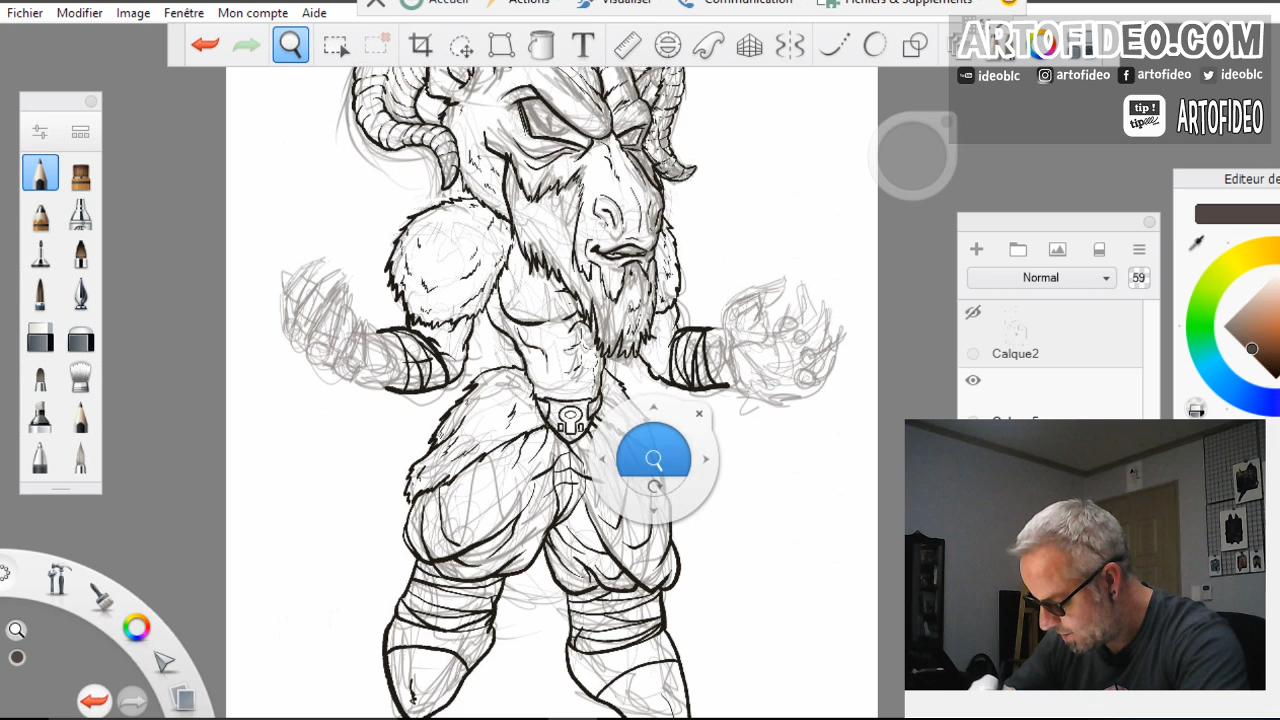 Accueil Actions Visualiser Communication Fichiers & Suppléments
Fichier Modifier Image Fenêtre Mon compte Aide
ARTOFIDEO.COM
ideoblc artofideo artofideo ideoblc
tip !
tip
ARTOFIDEO
T
Editeur de
Normal 59
Calque2